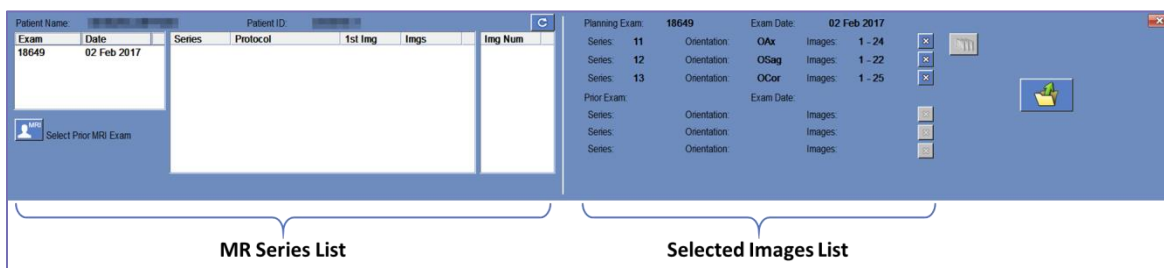 Patient Name: Patient ID:
Exam Date
18649 02 Feb 2017
MRI Select Prior MRI Exam
Series Protocol 1st Img Imgs
Img Num
Planning Exam: 18649 Exam Date: 02 Feb 2017
Series: 11 Orientation: OAx Images: 1 - 24
Series: 12 Orientation: OSag Images: 1 - 22
Series: 13 Orientation: OCor Images: 1 - 25
Prior Exam: Exam Date:
Series: Orientation: Images:
Series: Orientation: Images:
Series: Orientation: Images:
MR Series List
Selected Images List